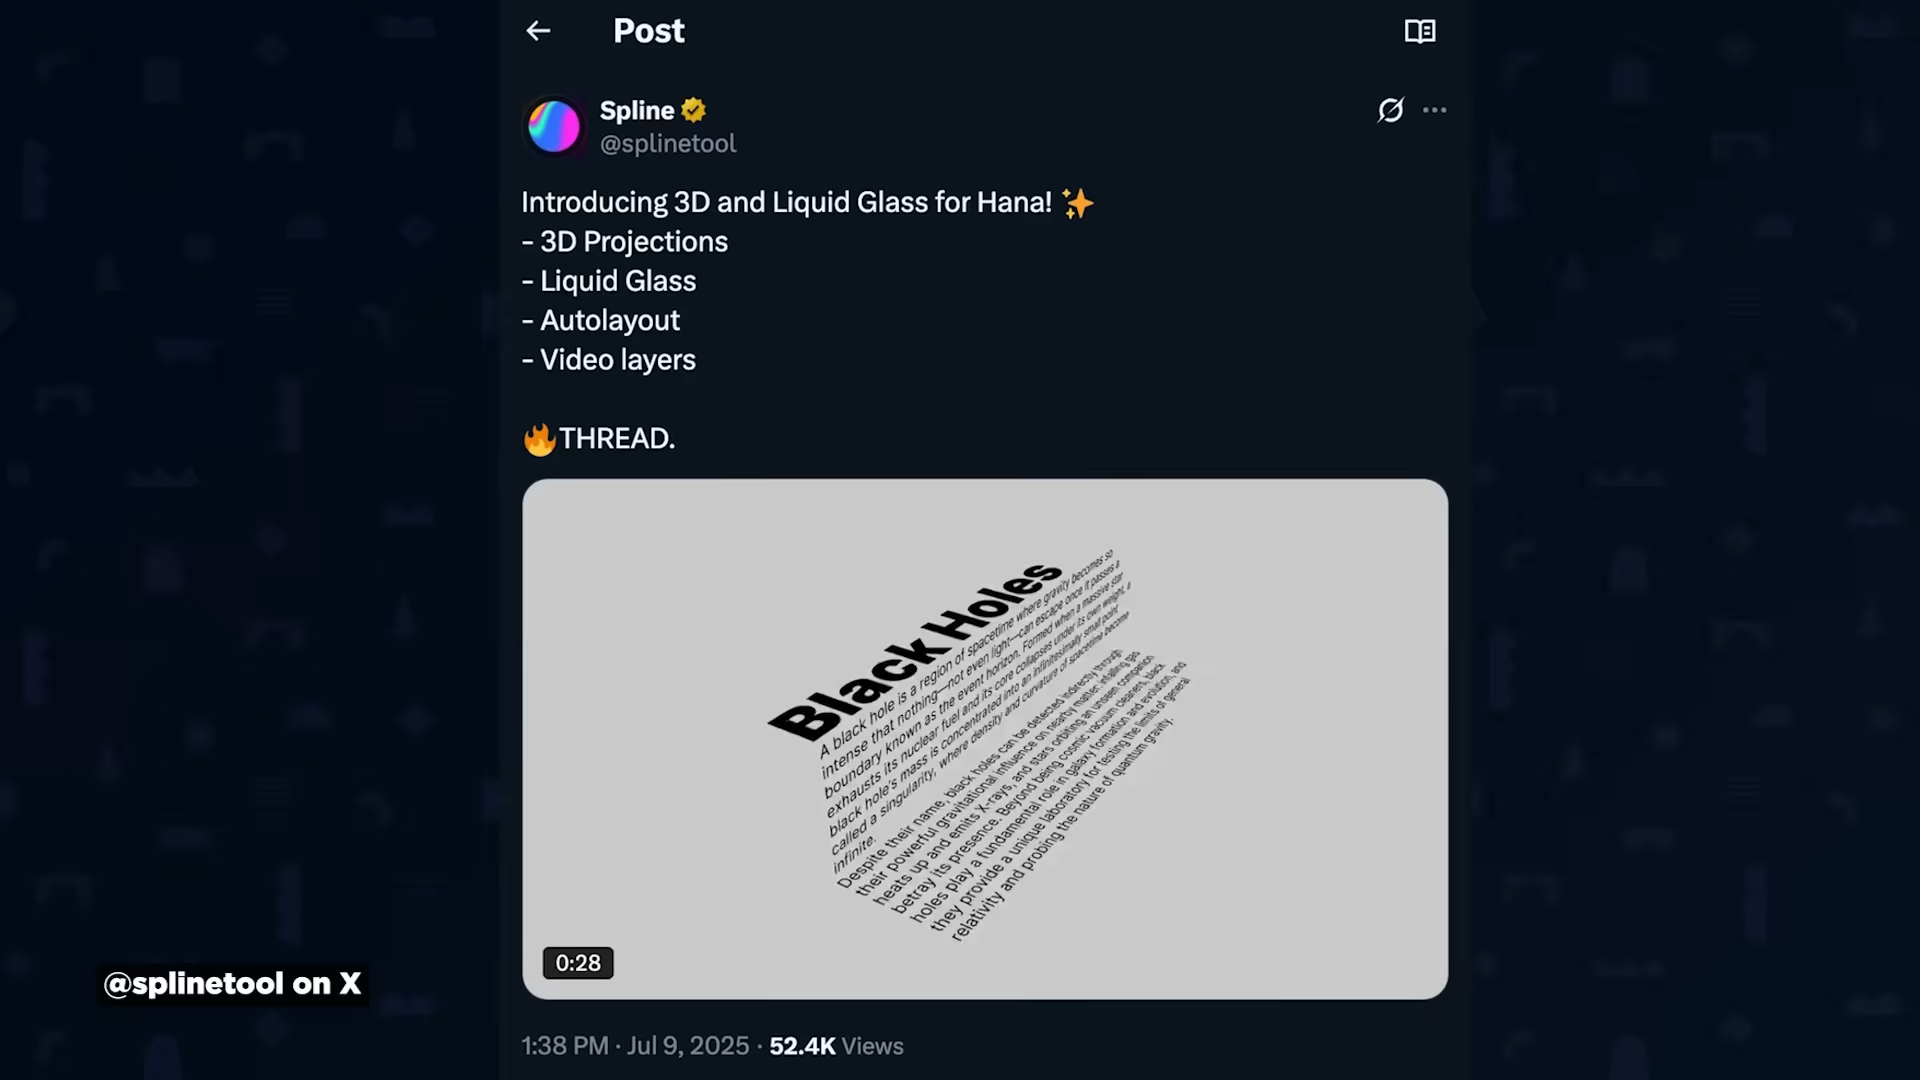 Post
Spline
@splinetool
Introducing 3D and Liquid Glass for Hana! ✨
- 3D Projections
- Liquid Glass
- Autolayout
- Video layers
🔥THREAD.
Black Holes
A black hole is a region of spacetime where gravity becomes so
intense that nothing—not even light—can escape once it passes a
boundary known as the event horizon. Formed when a massive star
exhausts its nuclear fuel and its core collapses under its own weight, a
black hole's mass is concentrated into an infinitesimally small point
called a singularity, where density and curvature of spacetime become
infinite.
Despite their name, black holes can be detected indirectly through
their powerful gravitational influence on nearby matter: infalling gas
heats up and emits X-rays, and stars orbiting an unseen companion
betray its presence. Beyond being cosmic vacuum cleaners, black
holes play a fundamental role in galaxy formation and evolution, and
they provide a unique laboratory for testing the limits of general
relativity and probing the nature of quantum gravity.
0:28
@splinetool on X
1:38 PM · Jul 9, 2025 · 52.4K Views